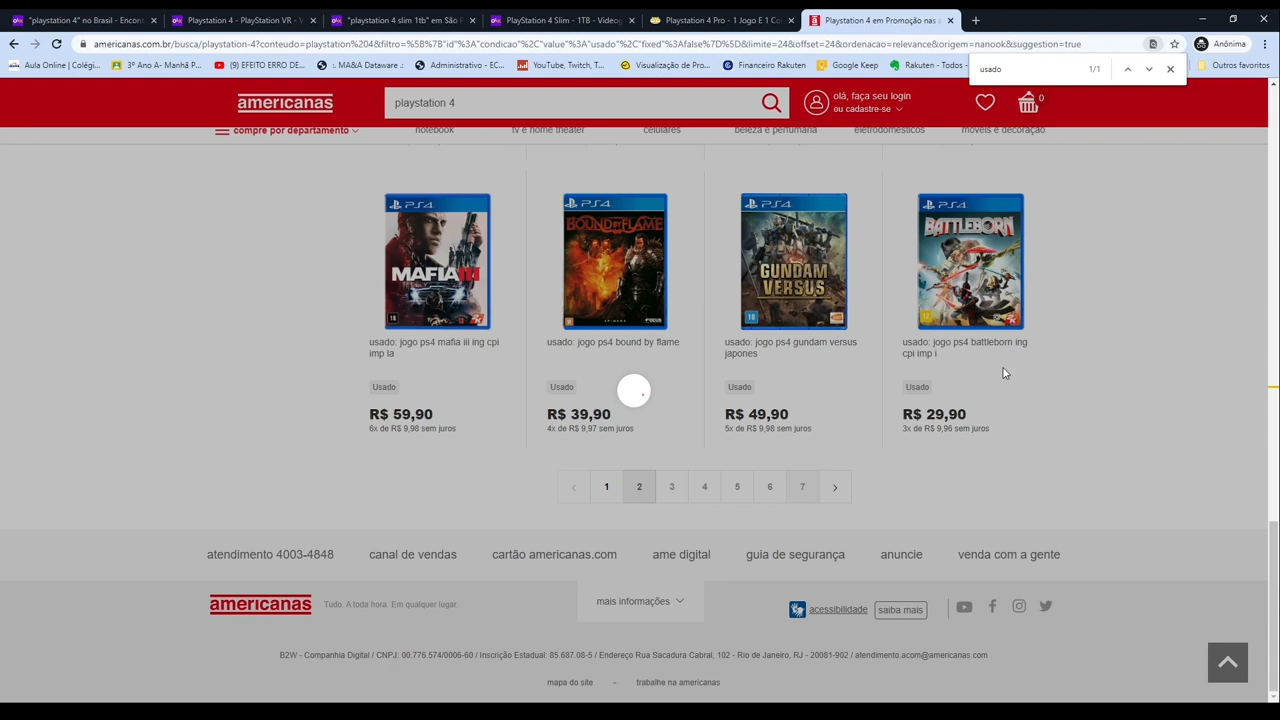 "playstation 4" no Brasil - Encont
Playstation 4 - PlayStation VR - V
"playstation 4 slim 1tb" em São P
PlayStation4 Slim - 1TB - Videog
Playstation 4 Pro - 1 Jogo E 1 Co
Playstation 4 em Promoção nas a
americanas.com.br/busca/playstation-4?conteudo=playstation%204&filtro=%5B%7B"id"%3A"condicao"%2C"value"%3A"usado"%2C"fixed"%3Afalse%7D%5D&limite=24&offset=24&ordenacao=relevance&origem=nanook&suggestion=true
Anônima
Aula Online | Colégi...
3º Ano A- Manhã P...
(9) EFEITO ERRO DE...
:. MA&A Dataware .:
Administrativo - EC...
YouTube, Twitch, T...
Visualização de Pro...
Financeiro Rakuten
Google Keep
Rakuten - Todos -
Outros favoritos
usado
1/1
americanas
playstation 4
olá, faça seu login
ou cadastre-se
0
compre por departamento
notebook
tv e home theater
celulares
beleza e perfumaria
eletrodomésticos
móveis e decoração
PS4
MAFIA III
18
2K
PS4
BOUND BY FLAME
FOCUS
PS4
GUNDAM
VERSUS
PS4
BATTLEBORN
12
2K
usado: jogo ps4 mafia iii ing cpi
imp la
usado: jogo ps4 bound by flame
usado: jogo ps4 gundam versus
japones
usado: jogo ps4 battleborn ing
cpi imp i
Usado
Usado
Usado
Usado
R$ 59,90
R$ 39,90
R$ 49,90
R$ 29,90
6x de R$ 9,98 sem juros
4x de R$ 9,97 sem juros
5x de R$ 9,98 sem juros
3x de R$ 9,96 sem juros
1 2 3 4 5 6 7
atendimento 4003-4848
canal de vendas
cartão americanas.com
ame digital
guia de segurança
anuncie
venda com a gente
americanas
Tudo. A toda hora. Em qualquer lugar.
mais informações
acessibilidade
saiba mais
B2W - Companhia Digital / CNPJ: 00.776.574/0006-60 / Inscrição Estadual: 85.687.08-5 / Endereço Rua Sacadura Cabral, 102 - Rio de Janeiro, RJ - 20081-902 / atendimento.acom@americanas.com
mapa do site - trabalhe na americanas